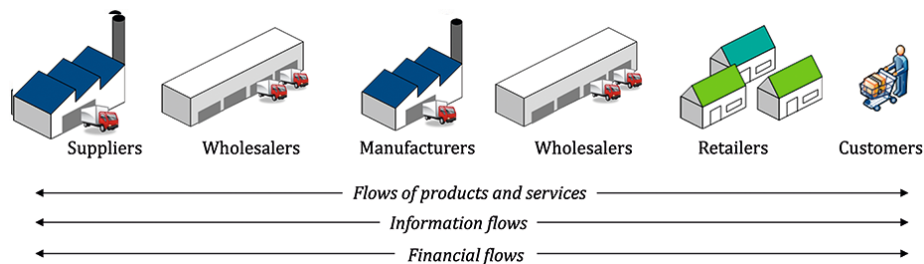 Suppliers Wholesalers Manufacturers Wholesalers Retailers Customers
Flows of products and services
Information flows
Financial flows